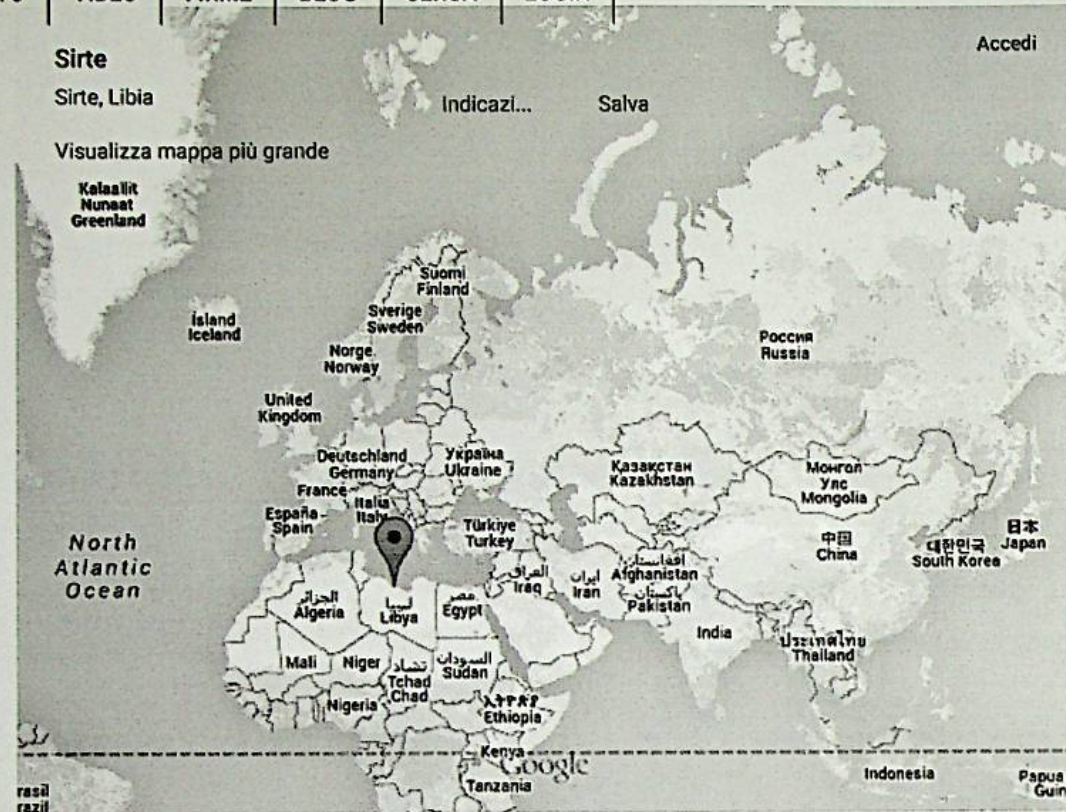 Sirte
Sirte, Libia
Visualizza mappa più grande
Indicazi...
Salva
Accedi
Kalaallit
Nunaat
Greenland
Ísland
Iceland
Suomi
Finland
Sverige
Sweden
Norge
Norway
Россия
Russia
United
Kingdom
Deutschland
Germany
Україна
Ukraine
Қазақстан
Kazakhstan
Монгол
Улс
Mongolia
France
Italia
Italy
España
Spain
Türkiye
Turkey
中国
China
대한민국
South Korea
日本
Japan
North
Atlantic
Ocean
الجزائر
Algeria
ليبيا
Libya
مصر
Egypt
العراق
Iraq
ایران
Iran
افغانستان
Afghanistan
پاکستان
Pakistan
India
ประเทศไทย
Thailand
Mali
Niger
تشاد
Tchad
Chad
السودان
Sudan
Nigeria
ኢትዮጵያ
Ethiopia
Kenya
Google
Tanzania
Indonesia
Papua
Guin
rasil
razil